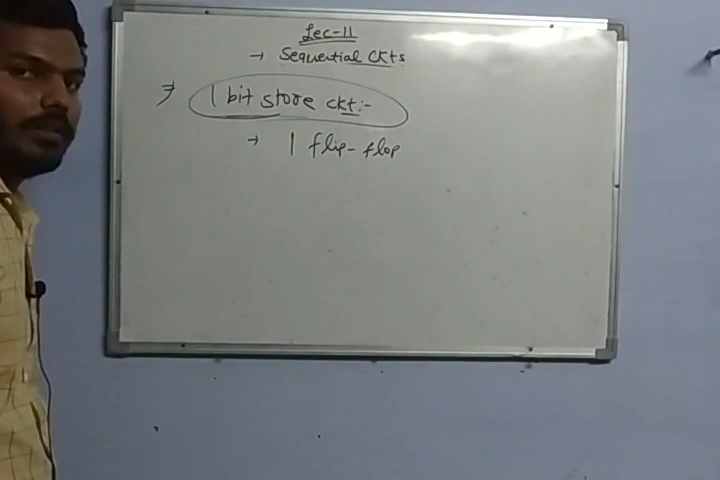 Lec-11
→ Sequential CKts
⇒ 1 bit store ckt:-
→ 1 flip-flop